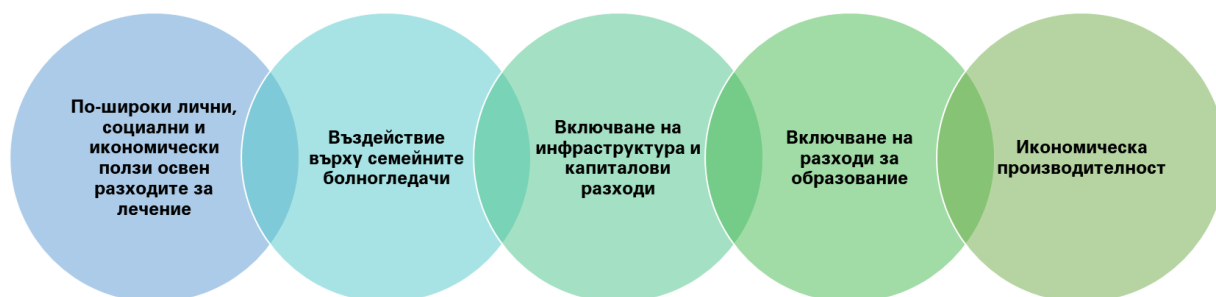 По-широки лични,
социални и
икономически
ползи освен
разходите за
лечение
Въздействие
върху семейните
болногледачи
Включване на
инфраструктура и
капиталови
разходи
Включване на
разходи за
образование
Икономическа
производителност